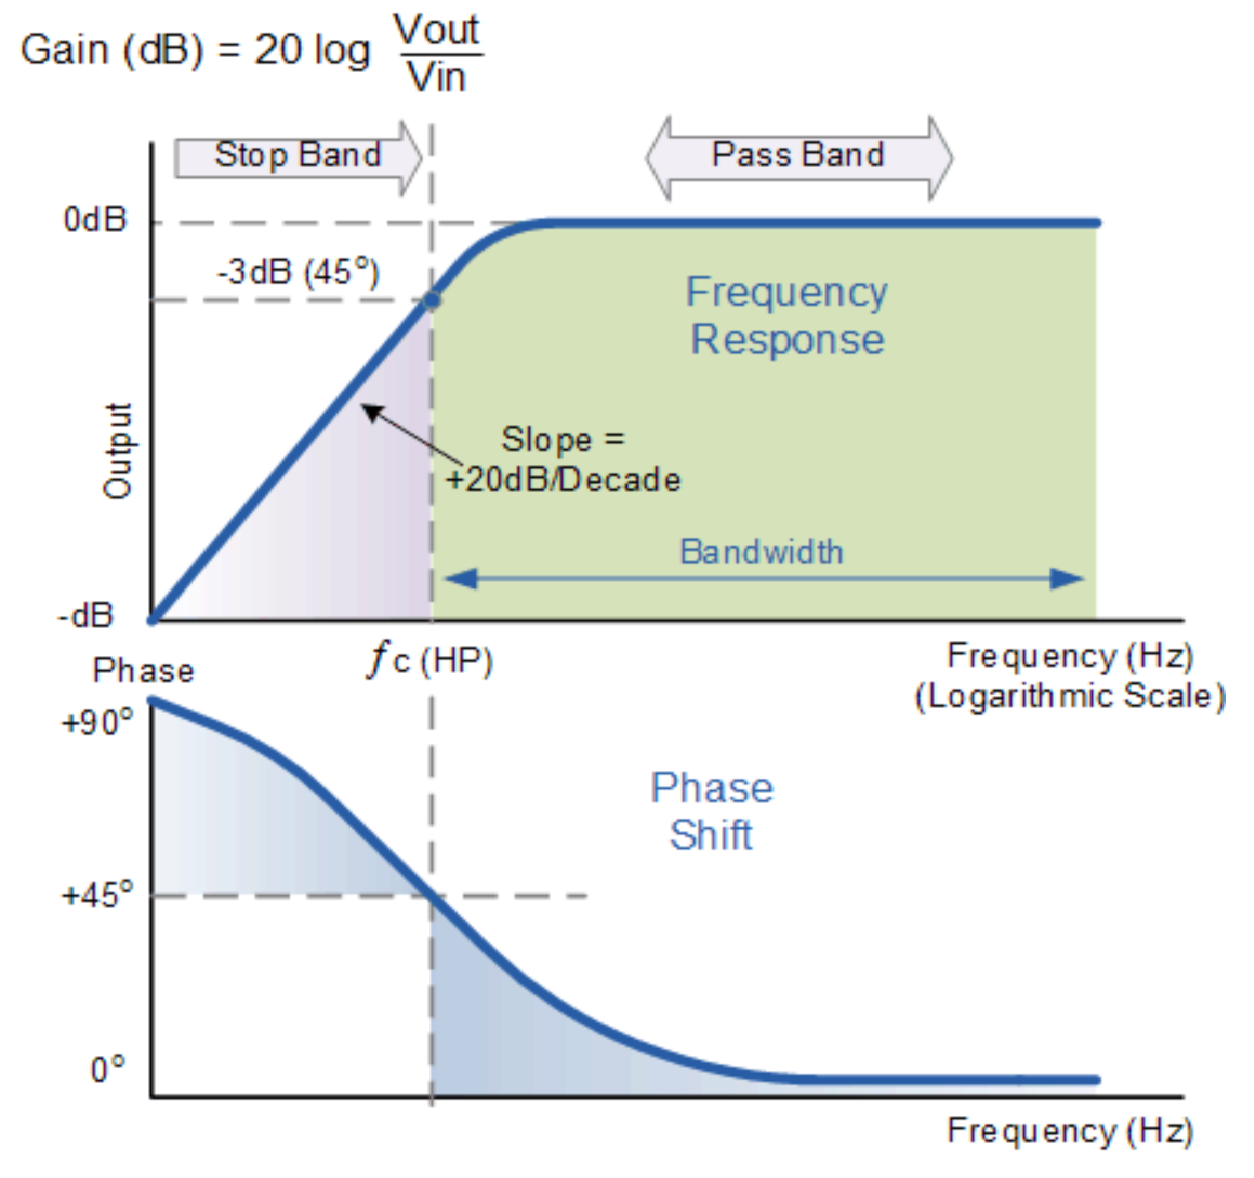 Gain (dB) = 20 log Vout
Vin
Stop Band
Pass Band
0dB
-3dB (45°)
Frequency
Response
Output
Slope =
+20dB/Decade
Bandwidth
-dB
ƒc (HP)
Frequency (Hz)
(Logarithmic Scale)
Phase
+90°
Phase
Shift
+45°
0°
Frequency (Hz)